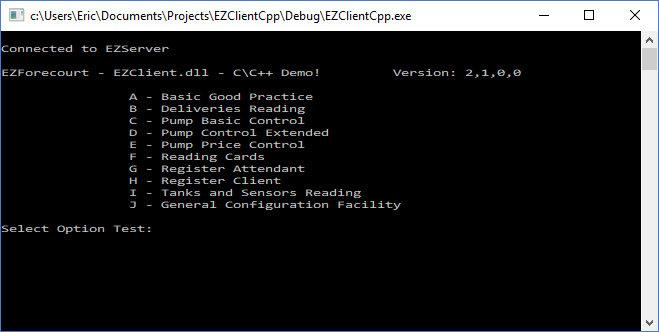 c:\Users\Eric\Documents\Projects\EZClientCpp\Debug\EZClientCpp.exe
Connected to EZServer
EZForecourt - EZClient.dll - C\C++ Demo! Version: 2,1,0,0
A - Basic Good Practice
B - Deliveries Reading
C - Pump Basic Control
D - Pump Control Extended
E - Pump Price Control
F - Reading Cards
G - Register Attendant
H - Register Client
I - Tanks and Sensors Reading
J - General Configuration Facility
Select Option Test: